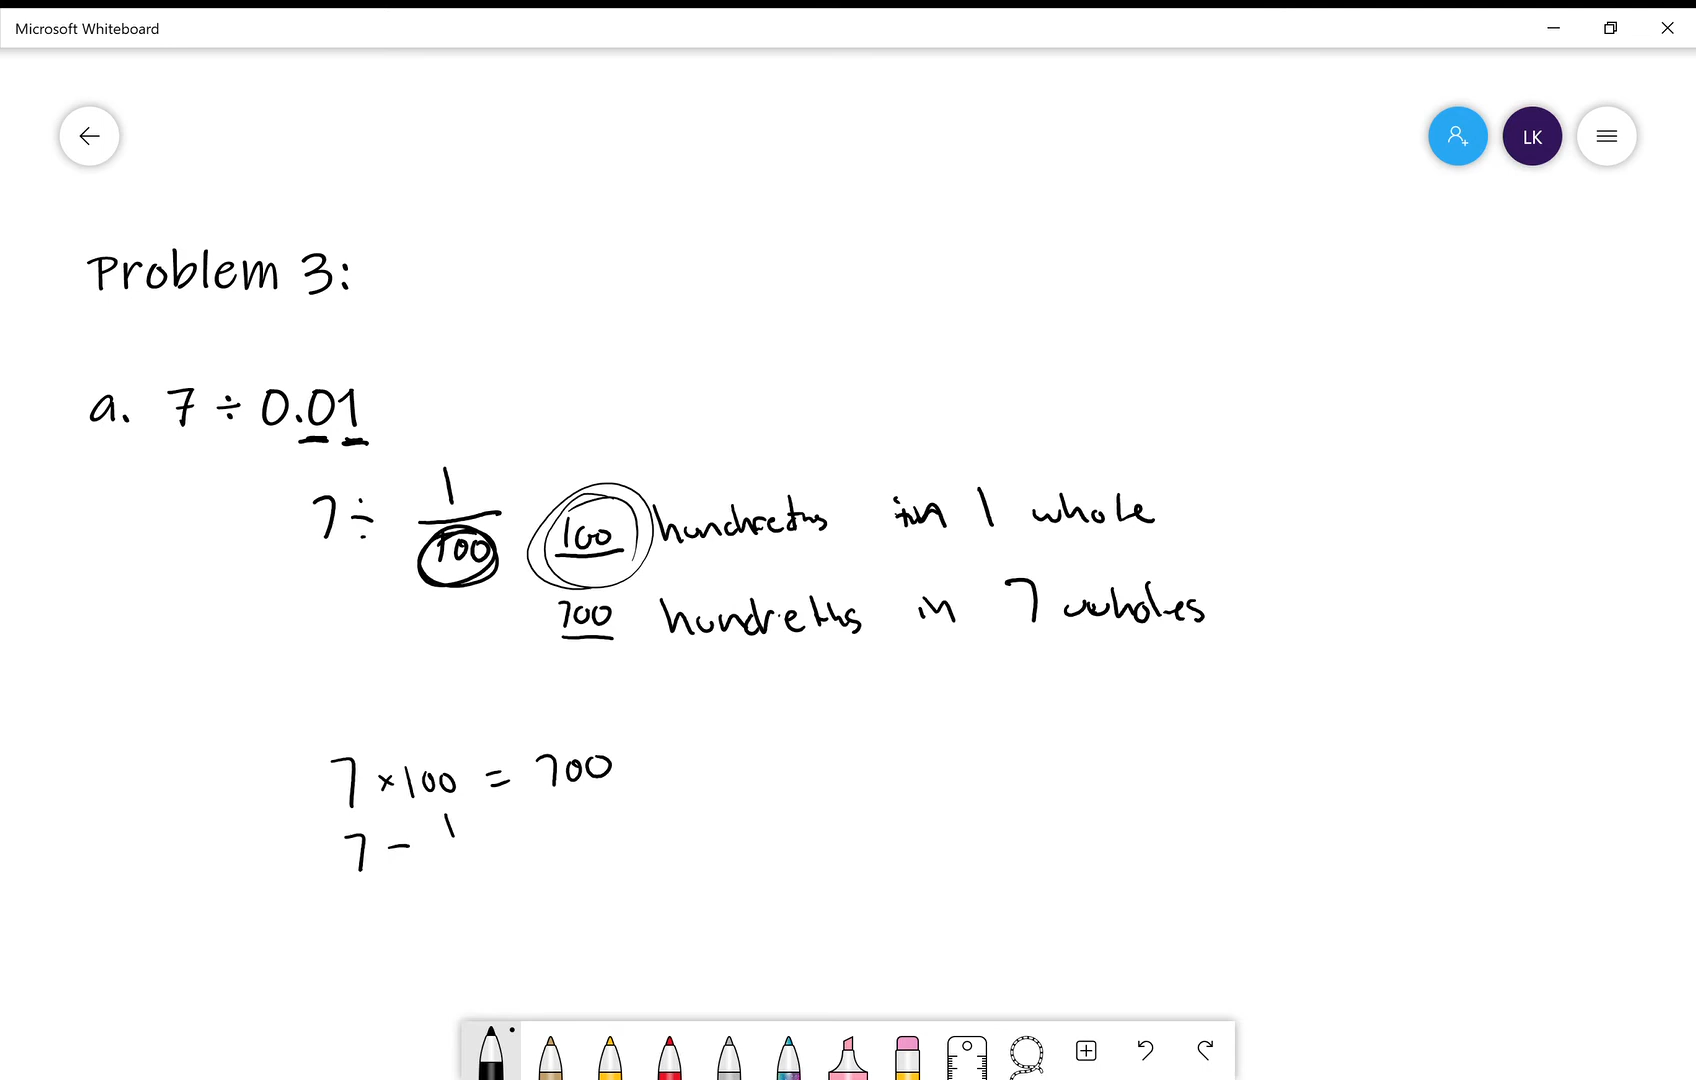 Microsoft Whiteboard
LK
Problem 3:
a. 7 ÷ 0.01
7 ÷ 1/100
100 hundreths in 1 whole
700 hundreths in 7 wholes
7 × 100 = 700
7 - 1